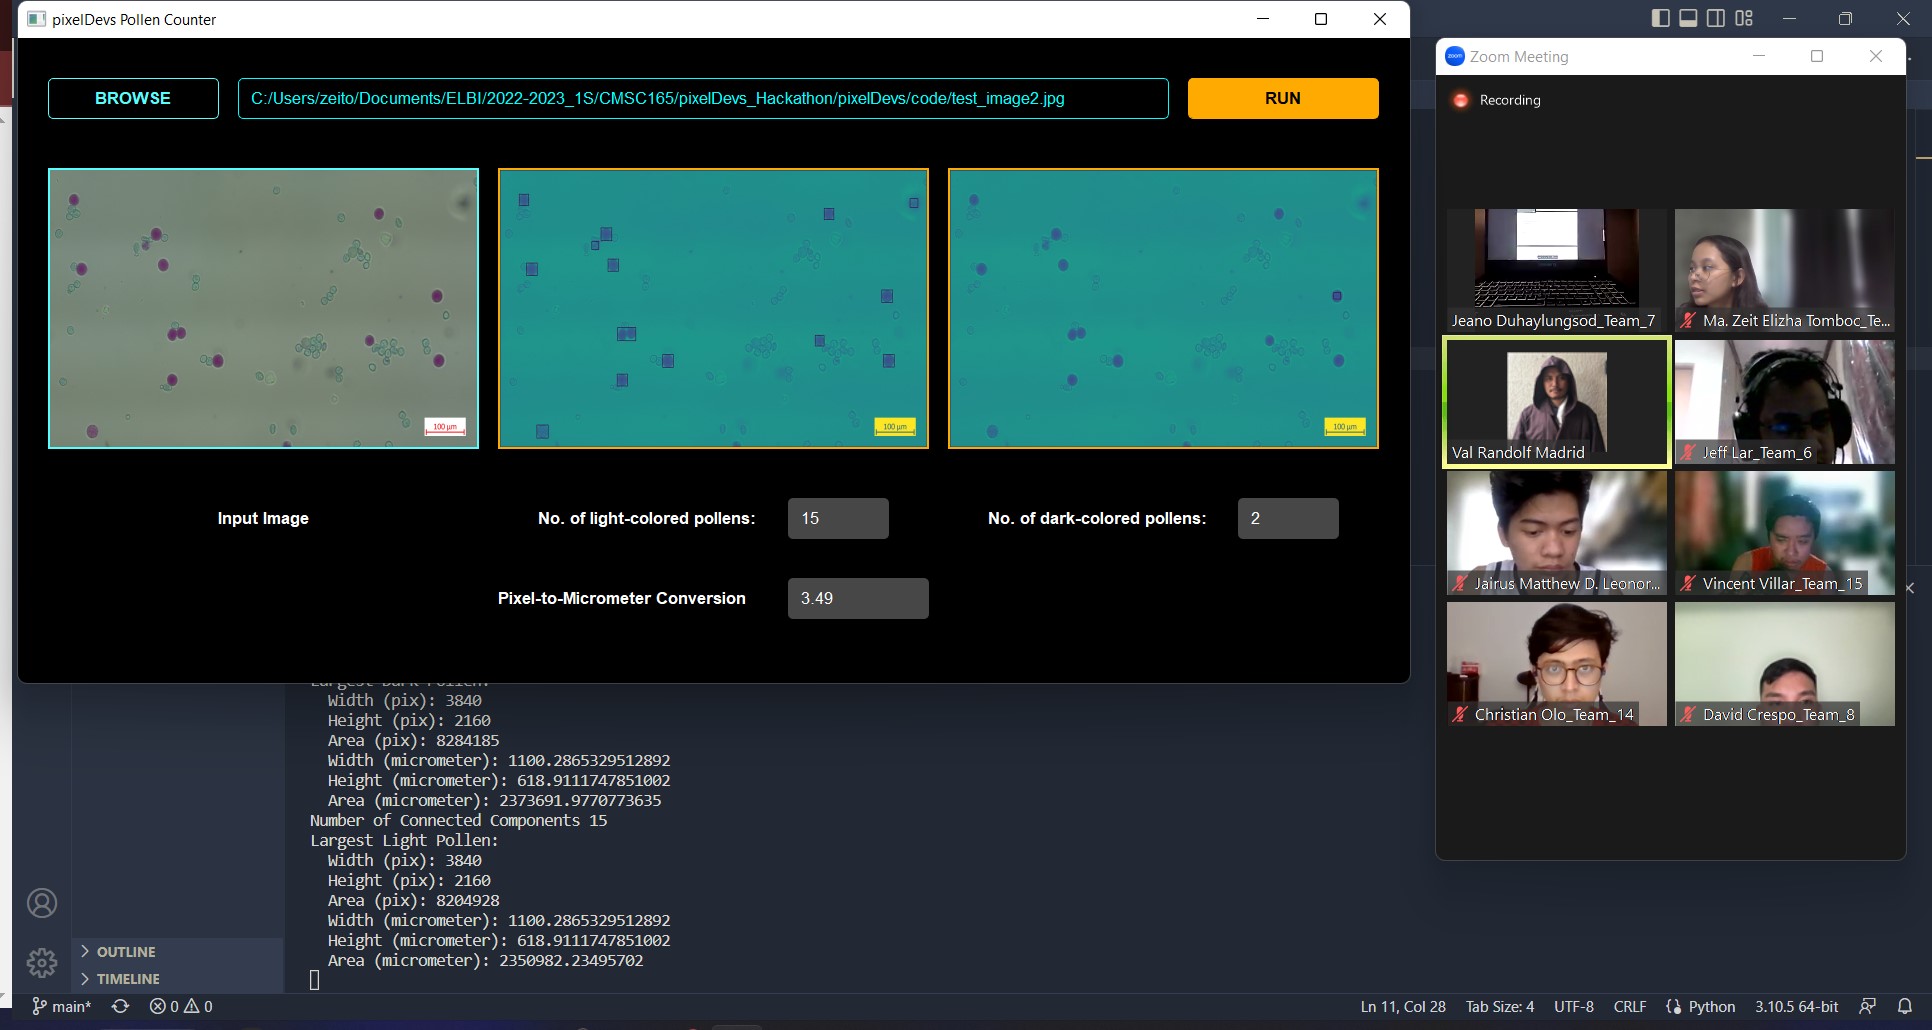 pixelDevs Pollen Counter
BROWSE
C:/Users/zeito/Documents/ELBI/2022-2023_1S/CMSC165/pixelDevs_Hackathon/pixelDevs/code/test_image2.jpg
RUN
100 µm
100 µm
100 µm
Input Image
No. of light-colored pollens:
15
No. of dark-colored pollens:
2
Pixel-to-Micrometer Conversion
3.49
Largest Dark Pollen:
Width (pix): 3840
Height (pix): 2160
Area (pix): 8284185
Width (micrometer): 1100.2865329512892
Height (micrometer): 618.9111747851002
Area (micrometer): 2373691.9770773635
Number of Connected Components 15
Largest Light Pollen:
Width (pix): 3840
Height (pix): 2160
Area (pix): 8204928
Width (micrometer): 1100.2865329512892
Height (micrometer): 618.9111747851002
Area (micrometer): 2350982.23495702
OUTLINE
TIMELINE
main*
0
0
Ln 11, Col 28
Tab Size: 4
UTF-8
CRLF
Python
3.10.5 64-bit
zoom
Zoom Meeting
Recording
Jeano Duhaylungsod_Team_7
Ma. Zeit Elizha Tomboc_Te...
Val Randolf Madrid
Jeff Lar_Team_6
Jairus Matthew D. Leonor...
Vincent Villar_Team_15
Christian Olo_Team_14
David Crespo_Team_8